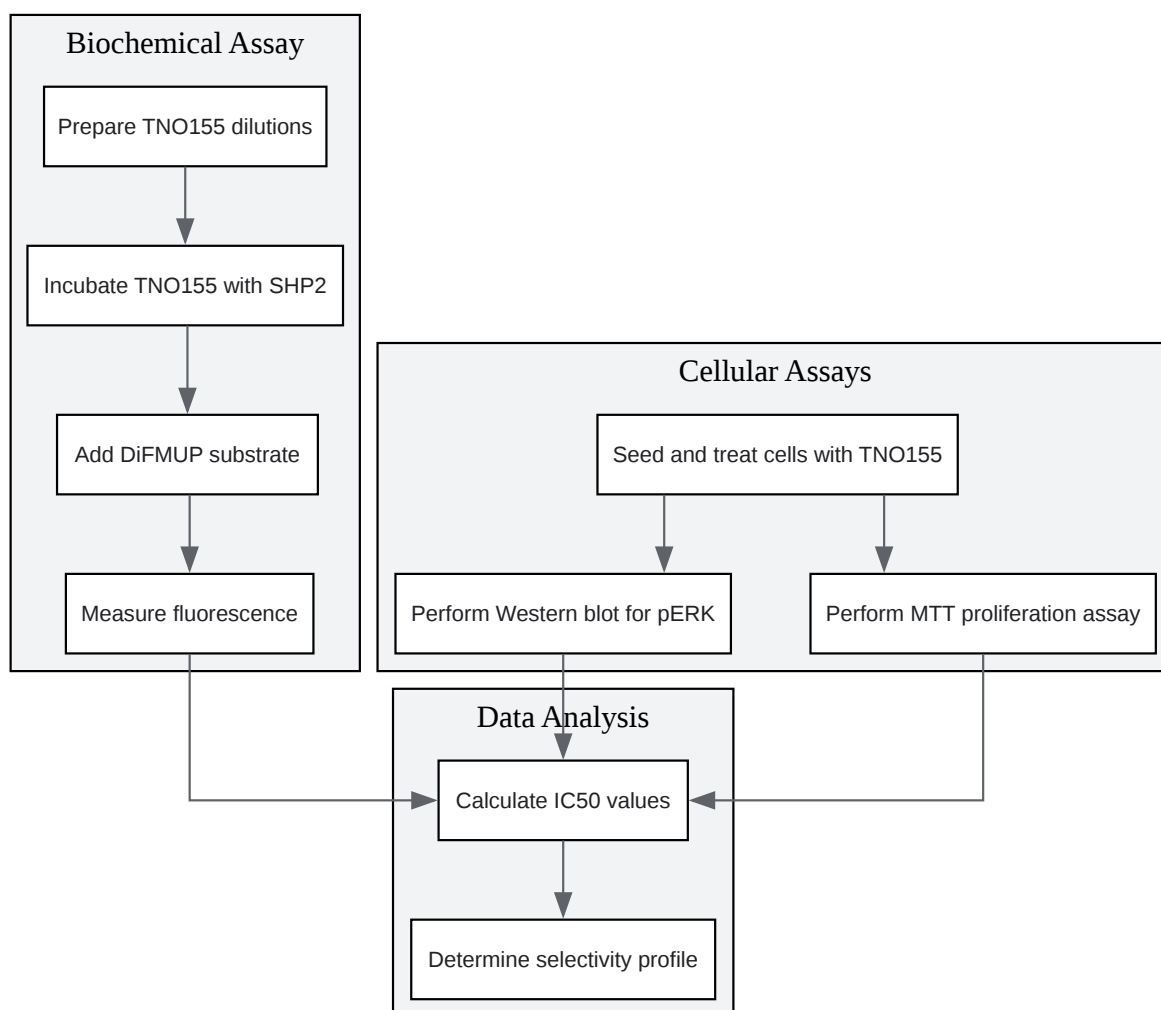 Biochemical Assay
Prepare TNO155 dilutions
Incubate TNO155 with SHP2
Add DiFMUP substrate
Measure fluorescence
Cellular Assays
Seed and treat cells with TNO155
Perform Western blot for pERK
Perform MTT proliferation assay
Data Analysis
Calculate IC50 values
Determine selectivity profile